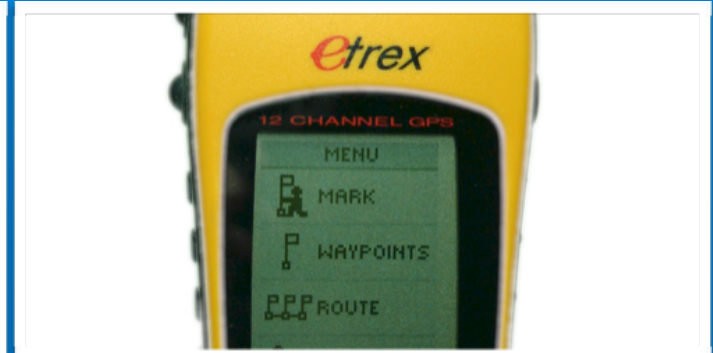 etrex
12 CHANNEL GPS
MENU
MARK
WAYPOINTS
ROUTE